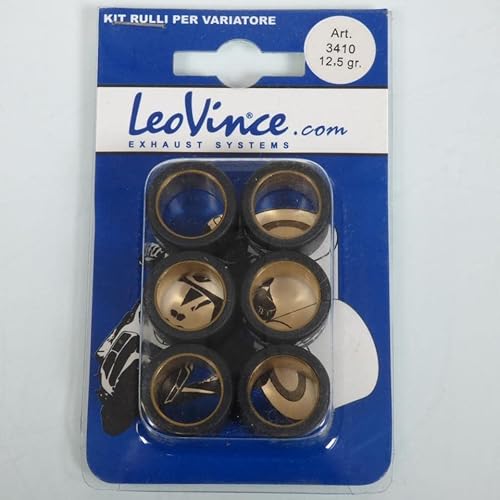 KIT RULLI PER VARIATORE
Art.
3410
12,5 gr.
LeoVince.com
EXHAUST SYSTEMS